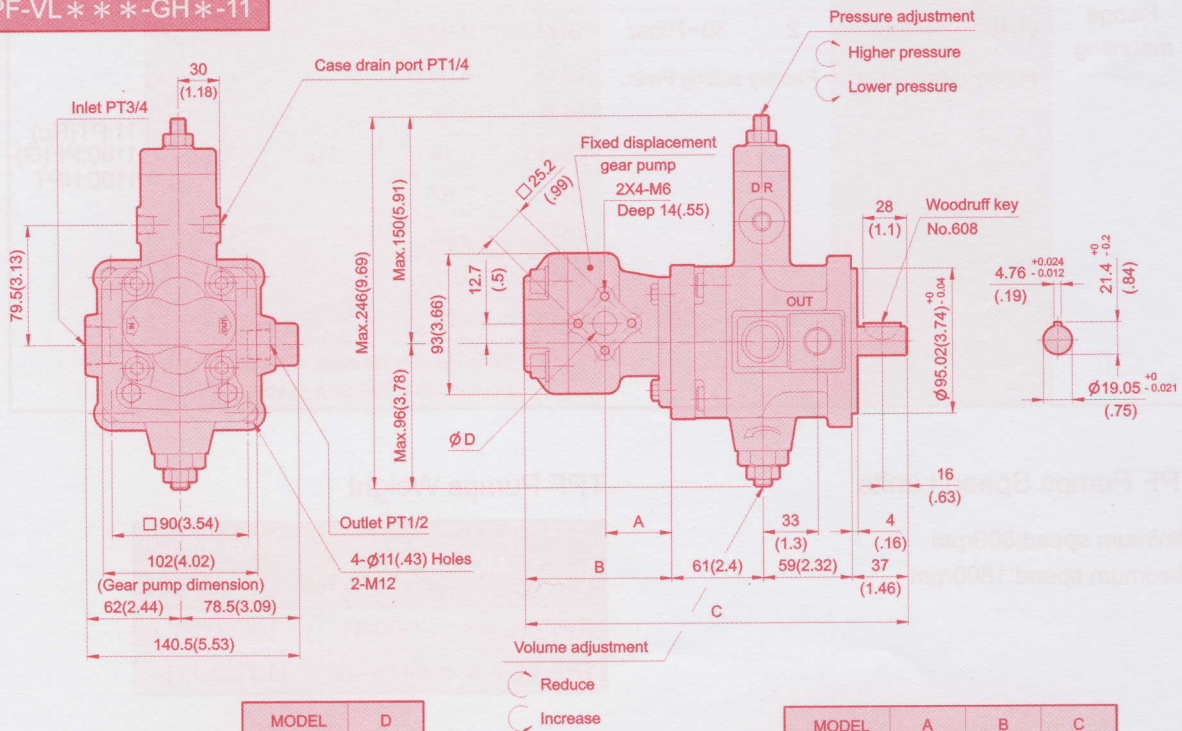 PF-VL***-GH*-11
Pressure adjustment
Higher pressure
Lower pressure
30
(1.18)
Case drain port PT1/4
Inlet PT3/4
79.5(3.13)
Max.246(9.69)
Max.150(5.91)
Max.96(3.78)
Fixed displacement
gear pump
2X4-M6
Deep 14(.55)
□25.2
(.99)
12.7
(.5)
93(3.66)
DR
OUT
IN
OUT
28
(1.1)
Woodruff key
No.608
Ø95.02(3.74) +0 -0.04
4.76 +0.024 -0.012
(.19)
21.4 +0 -0.2
(.84)
Ø19.05 +0 -0.021
(.75)
ØD
16
(.63)
□90(3.54)
102(4.02)
(Gear pump dimension)
62(2.44)
78.5(3.09)
140.5(5.53)
Outlet PT1/2
4-Ø11(.43) Holes
2-M12
A
B
61(2.4)
33
(1.3)
59(2.32)
4
(.16)
37
(1.46)
C
Volume adjustment
Reduce
Increase
MODEL D
MODEL A B C